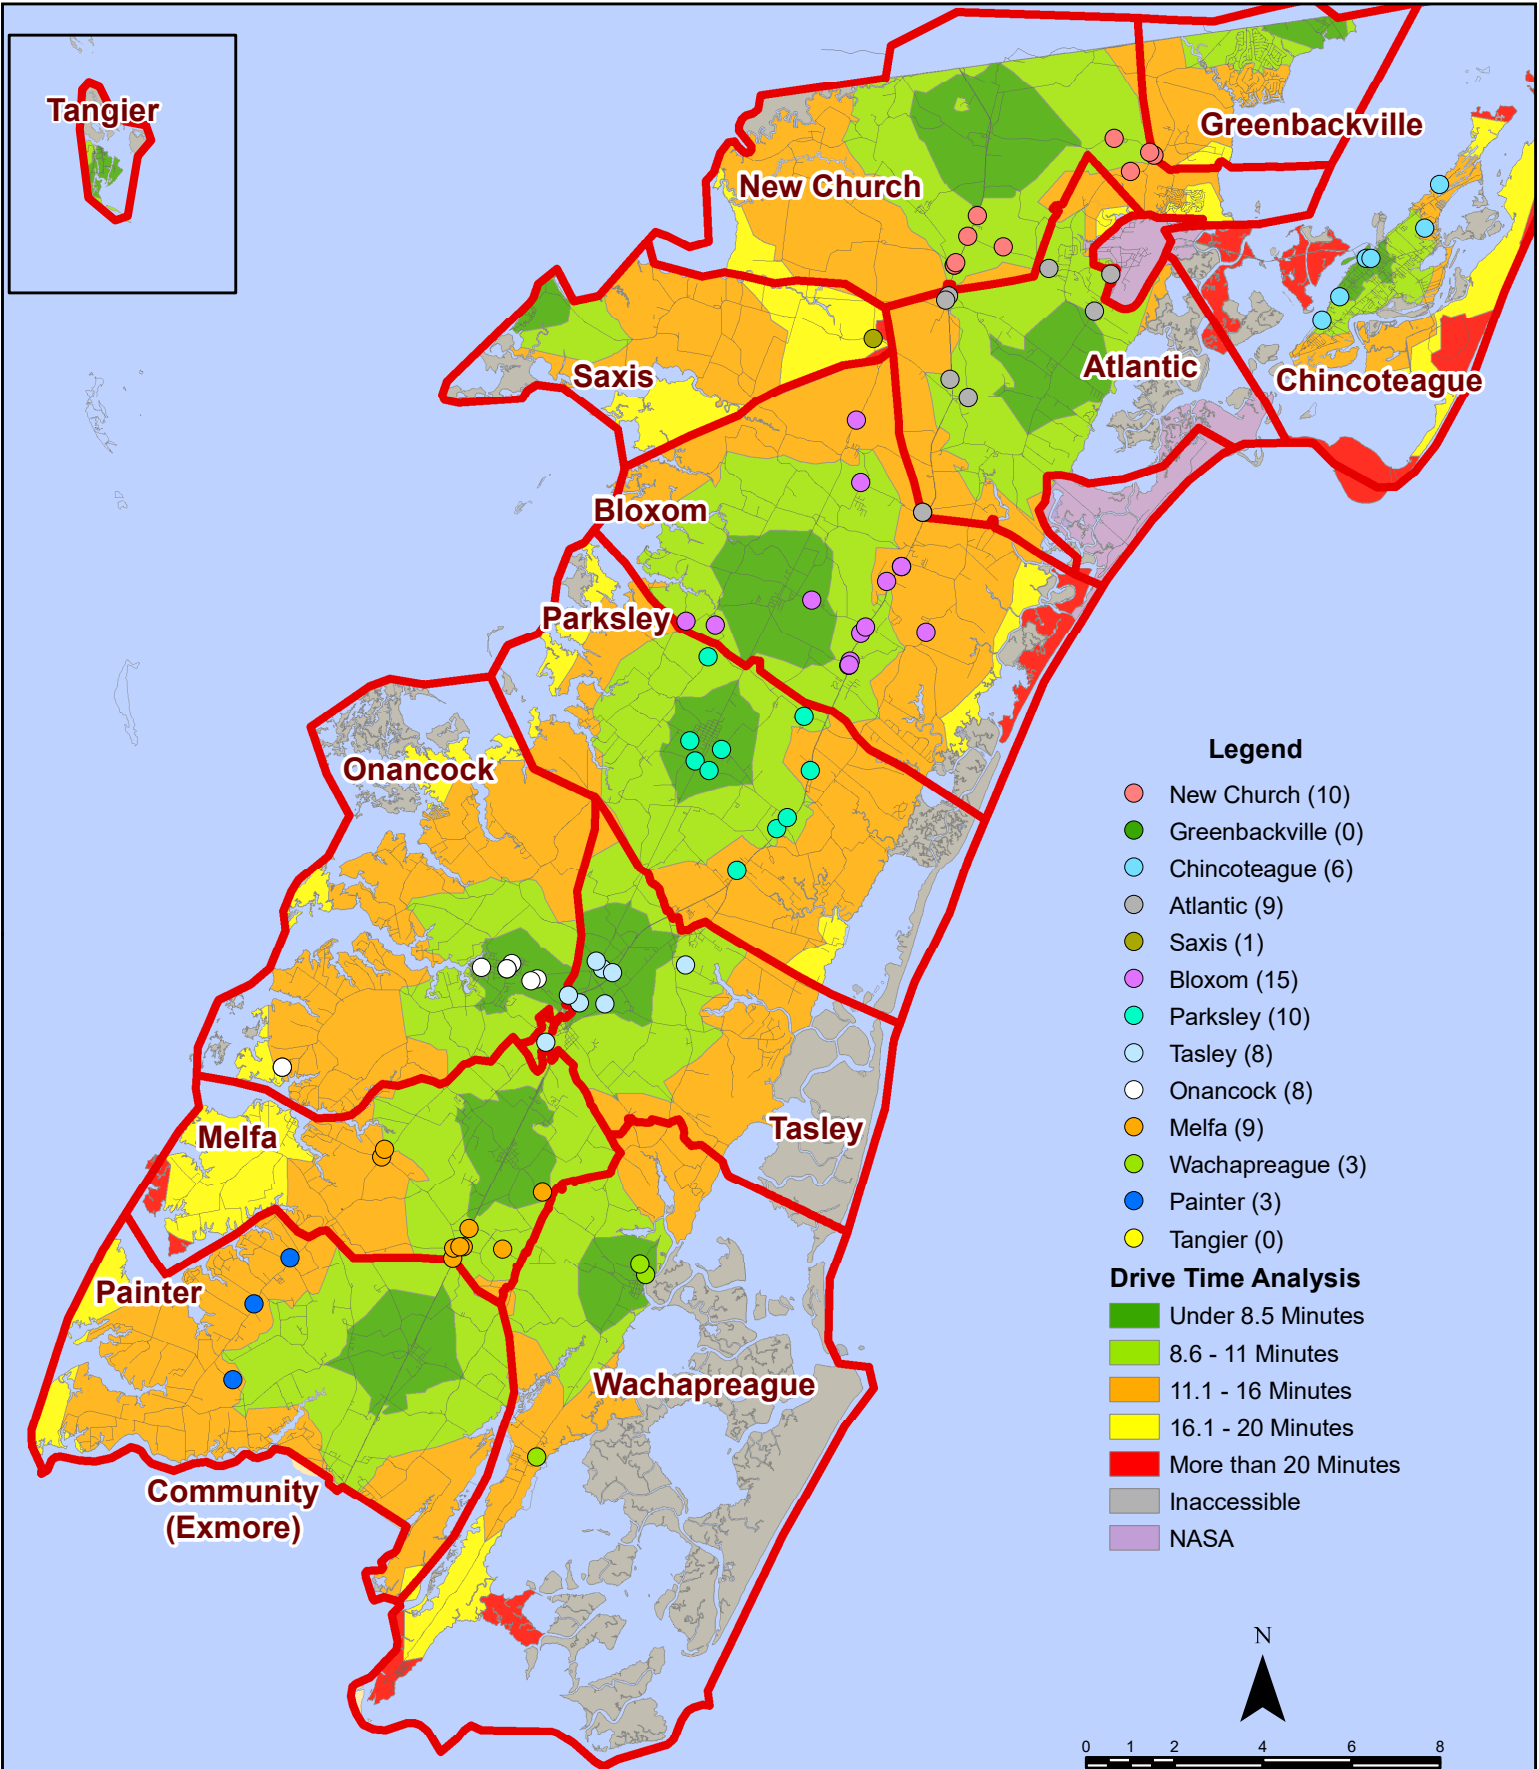 Tangier
Greenbackville
New Church
Saxis
Atlantic
Chincoteague
Bloxom
Parksley
Onancock
Tasley
Melfa
Painter
Wachapreague
Community
(Exmore)
Legend
New Church (10)
Greenbackville (0)
Chincoteague (6)
Atlantic (9)
Saxis (1)
Bloxom (15)
Parksley (10)
Tasley (8)
Onancock (8)
Melfa (9)
Wachapreague (3)
Painter (3)
Tangier (0)
Drive Time Analysis
Under 8.5 Minutes
8.6 - 11 Minutes
11.1 - 16 Minutes
16.1 - 20 Minutes
More than 20 Minutes
Inaccessible
NASA
N
0 1 2 4 6 8